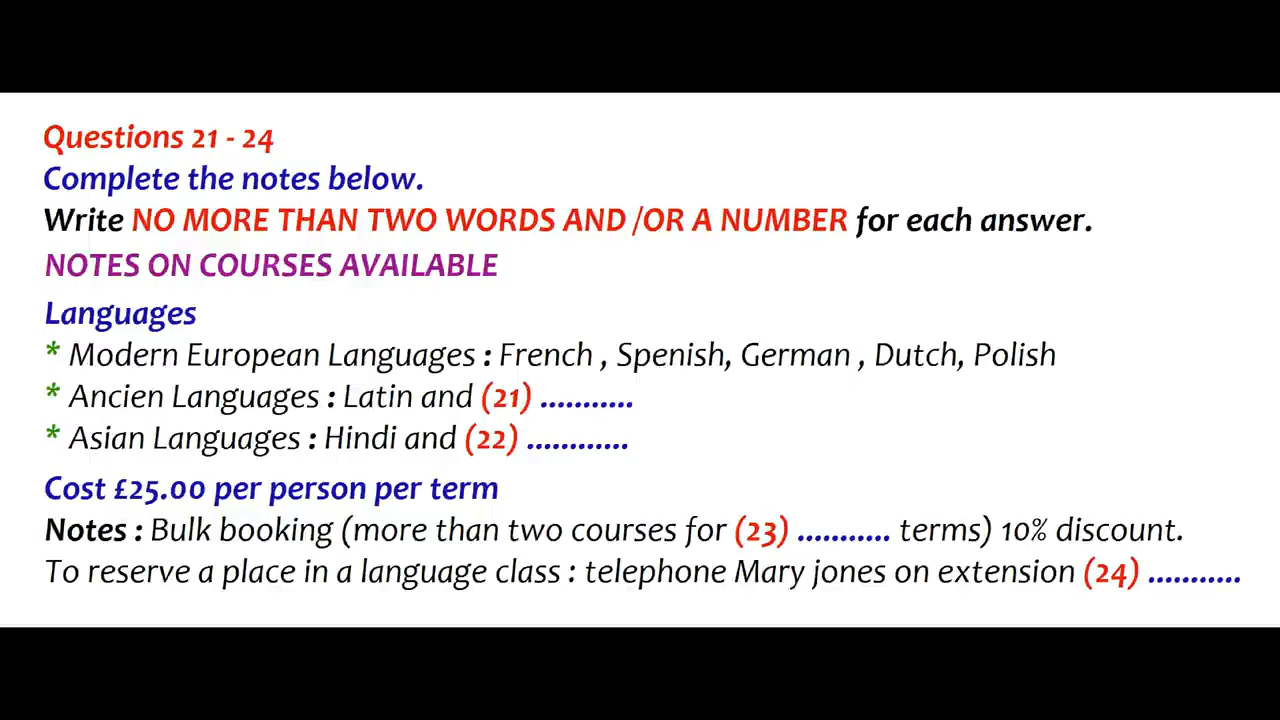 Questions 21 - 24
Complete the notes below.
Write NO MORE THAN TWO WORDS AND /OR A NUMBER for each answer.
NOTES ON COURSES AVAILABLE
Languages
* Modern European Languages : French , Spenish, German , Dutch, Polish
* Ancien Languages : Latin and (21) ...........
* Asian Languages : Hindi and (22) ............
Cost £25.00 per person per term
Notes : Bulk booking (more than two courses for (23) ........... terms) 10% discount.
To reserve a place in a language class : telephone Mary jones on extension (24) ...........